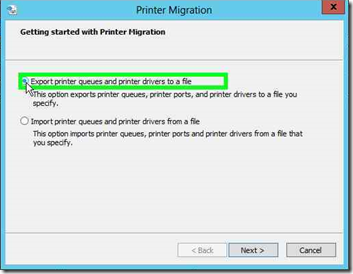 Printer Migration
Getting started with Printer Migration
Export printer queues and printer drivers to a file
This option exports printer queues, printer ports, and printer drivers to a file you
specify.
Import printer queues and printer drivers from a file
This option imports printer queues, printer ports and printer drivers from a file that
you specify.
< Back
Next >
Cancel